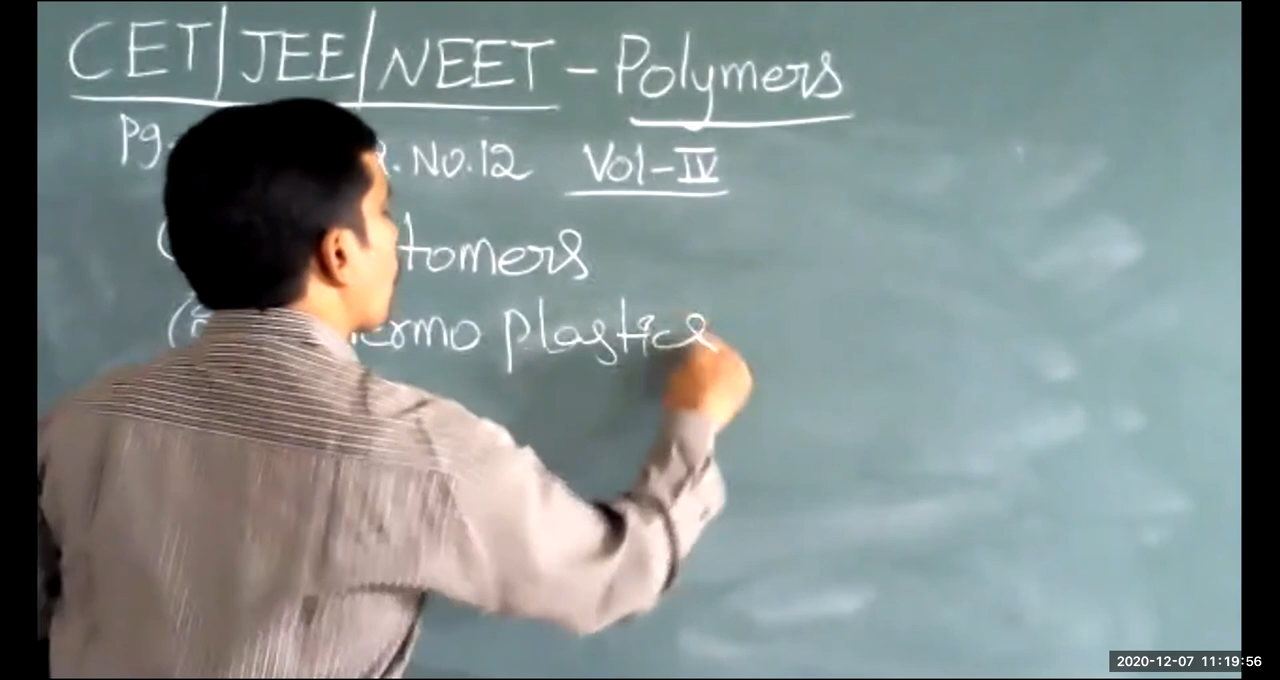 CET/JEE/NEET - Polymers
Pg. No.12 Vol-IV
tomers
ermo plastics
2020-12-07 11:19:56